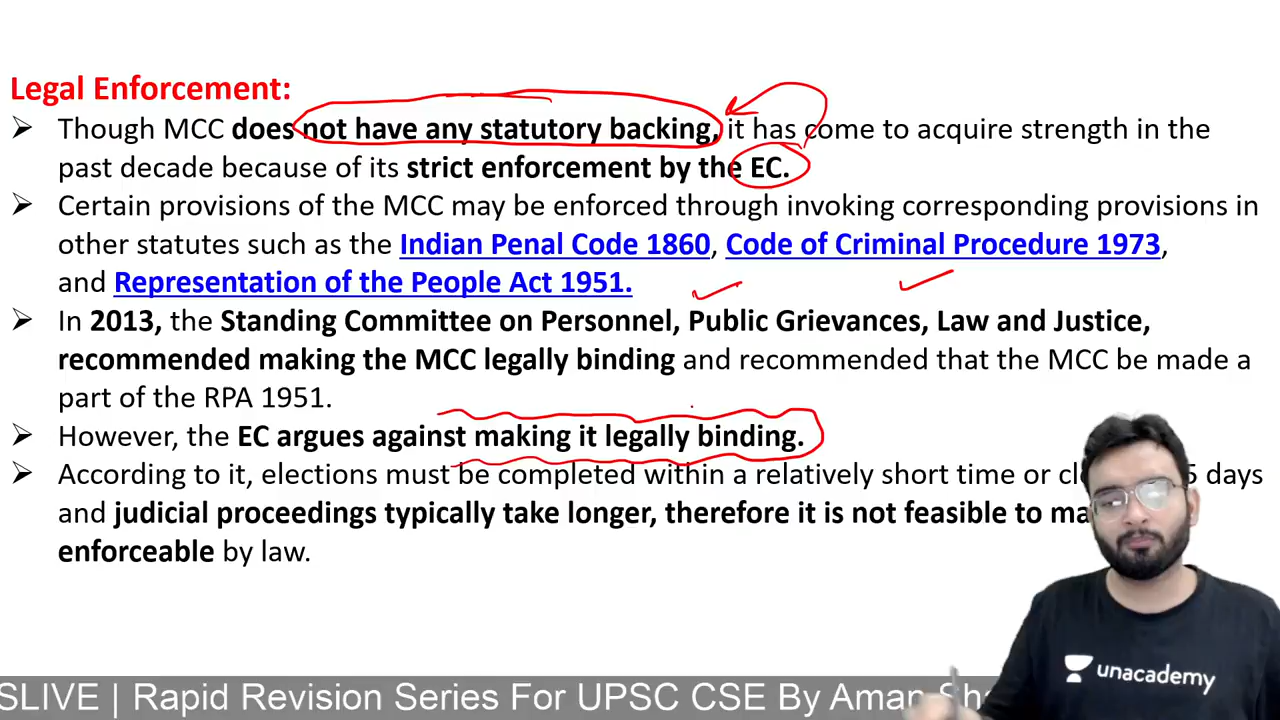 Legal Enforcement:
➢ Though MCC does not have any statutory backing, it has come to acquire strength in the
past decade because of its strict enforcement by the EC.
➢ Certain provisions of the MCC may be enforced through invoking corresponding provisions in
other statutes such as the Indian Penal Code 1860, Code of Criminal Procedure 1973,
and Representation of the People Act 1951.
➢ In 2013, the Standing Committee on Personnel, Public Grievances, Law and Justice,
recommended making the MCC legally binding and recommended that the MCC be made a
part of the RPA 1951.
➢ However, the EC argues against making it legally binding.
➢ According to it, elections must be completed within a relatively short time or 5 days
and judicial proceedings typically take longer, therefore it is not feasible to
enforceable by law.
unacademy
SLIVE | Rapid Revision Series For UPSC CSE By Aman